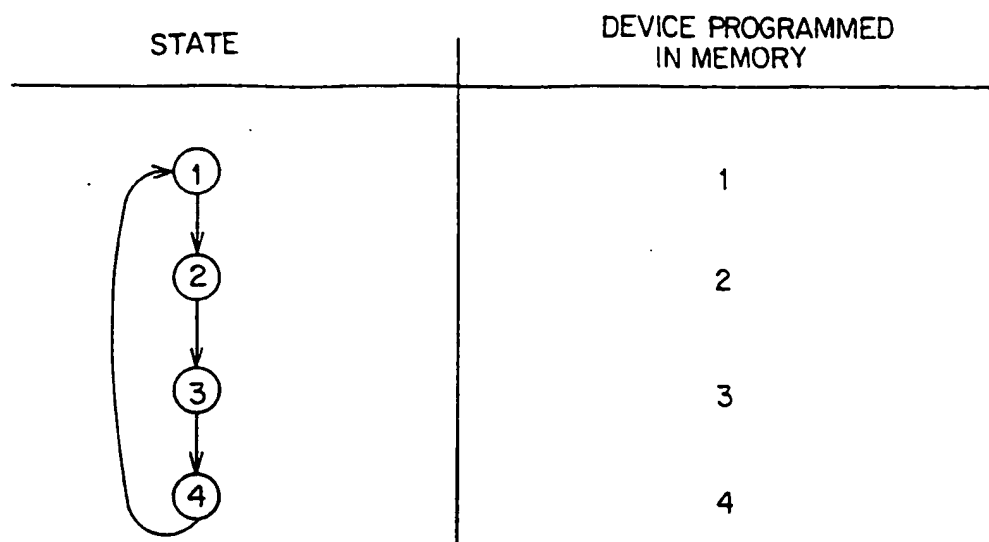 STATE
DEVICE PROGRAMMED
IN MEMORY
1 1
2 2
3 3
4 4